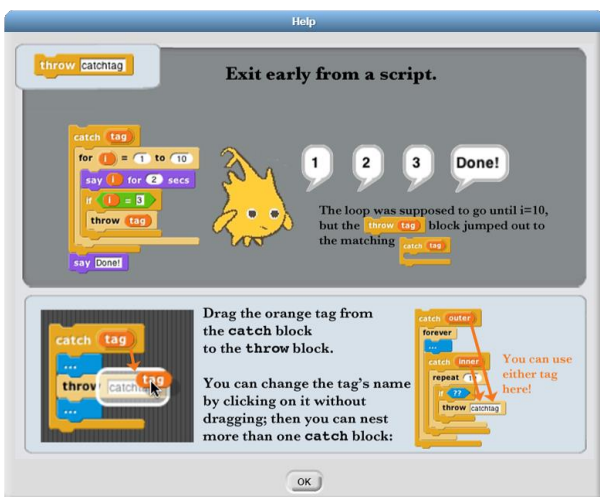 Help
throw catchtag
Exit early from a script.
catch tag
for i = 1 to 10
say i for 2 secs
if i = 3
throw tag
say Done!
1 2 3 Done!
The loop was supposed to go until i=10,
but the throw tag block jumped out to
the matching catch tag
catch tag
...
throw catchtag tag
...
Drag the orange tag from
the catch block
to the throw block.
You can change the tag's name
by clicking on it without
dragging; then you can nest
more than one catch block:
catch outer
forever
...
catch inner
repeat
if ??
throw catchtag
You can use
either tag
here!
OK